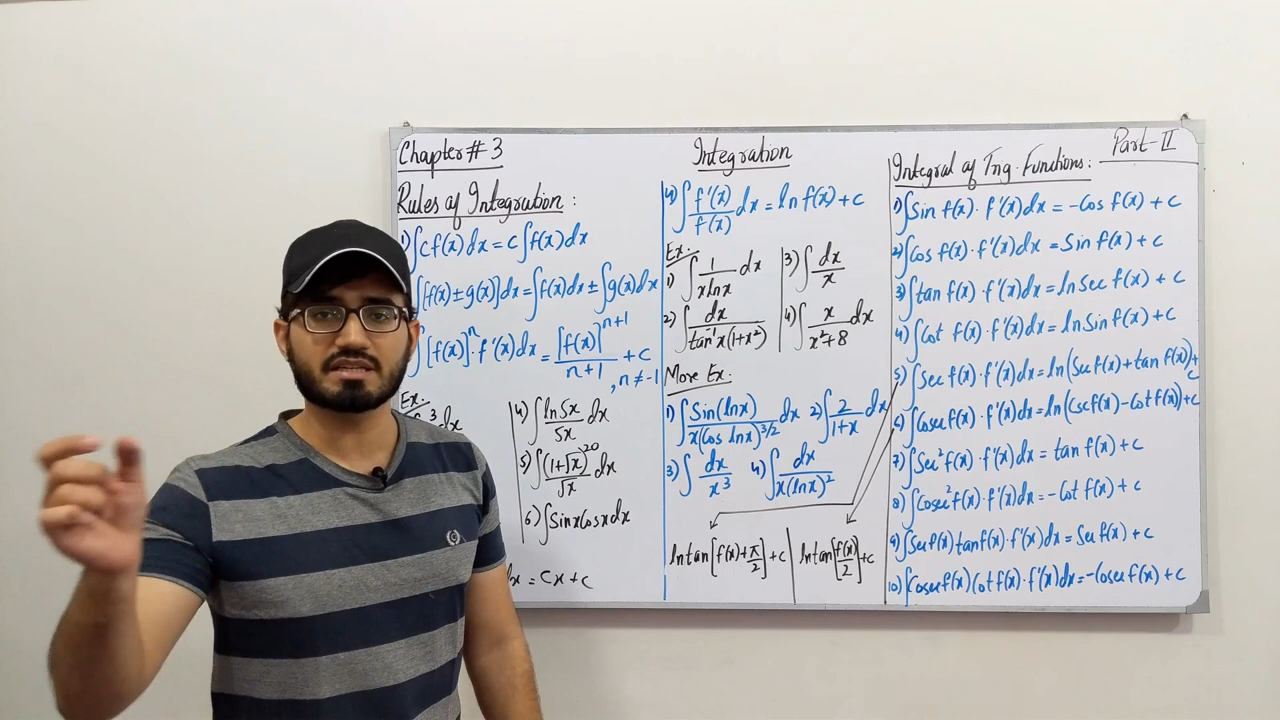 Chapter # 3
Integration
Part-II
Rules of Integration :
1) ∫c f(x) dx = c ∫f(x) dx
∫[f(x) ± g(x)] dx = ∫f(x) dx ± ∫g(x) dx
∫[f(x)]ⁿ · f'(x) dx = [f(x)]ⁿ⁺¹ / n+1 + c , n ≠ -1
Ex:
4) ∫ ln5x / 5x dx
5) ∫ (1+√x)²⁰ / √x dx
6) ∫ Sinx Cosx dx
dx = cx + c
4) ∫ f'(x) / f(x) dx = ln f(x) + c
Ex:
1) ∫ 1 / x lnx dx
2) ∫ dx / tan⁻¹x (1+x²)
3) ∫ dx / x
4) ∫ x / x²+8 dx
More Ex:
1) ∫ Sin(lnx) / x(Cos lnx)^3/2 dx 2) ∫ 2 / 1+x dx
3) ∫ dx / x³ 4) ∫ dx / x(lnx)²
ln tan[f(x) + π/2] + c
ln tan[f(x)/2] + c
Integral of Trig. Functions:
1) ∫Sin f(x) · f'(x) dx = -Cos f(x) + c
2) ∫Cos f(x) · f'(x) dx = Sin f(x) + c
3) ∫tan f(x) · f'(x) dx = ln Sec f(x) + c
4) ∫Cot f(x) · f'(x) dx = ln Sin f(x) + c
5) ∫Sec f(x) · f'(x) dx = ln(Sec f(x) + tan f(x)) + c
6) ∫Cosec f(x) · f'(x) dx = ln(csc f(x) - Cot f(x)) + c
7) ∫Sec² f(x) · f'(x) dx = tan f(x) + c
8) ∫Cosec² f(x) · f'(x) dx = -Cot f(x) + c
9) ∫Sec f(x) tan f(x) · f'(x) dx = Sec f(x) + c
10) ∫Cosec f(x) Cot f(x) · f'(x) dx = -Cosec f(x) + c